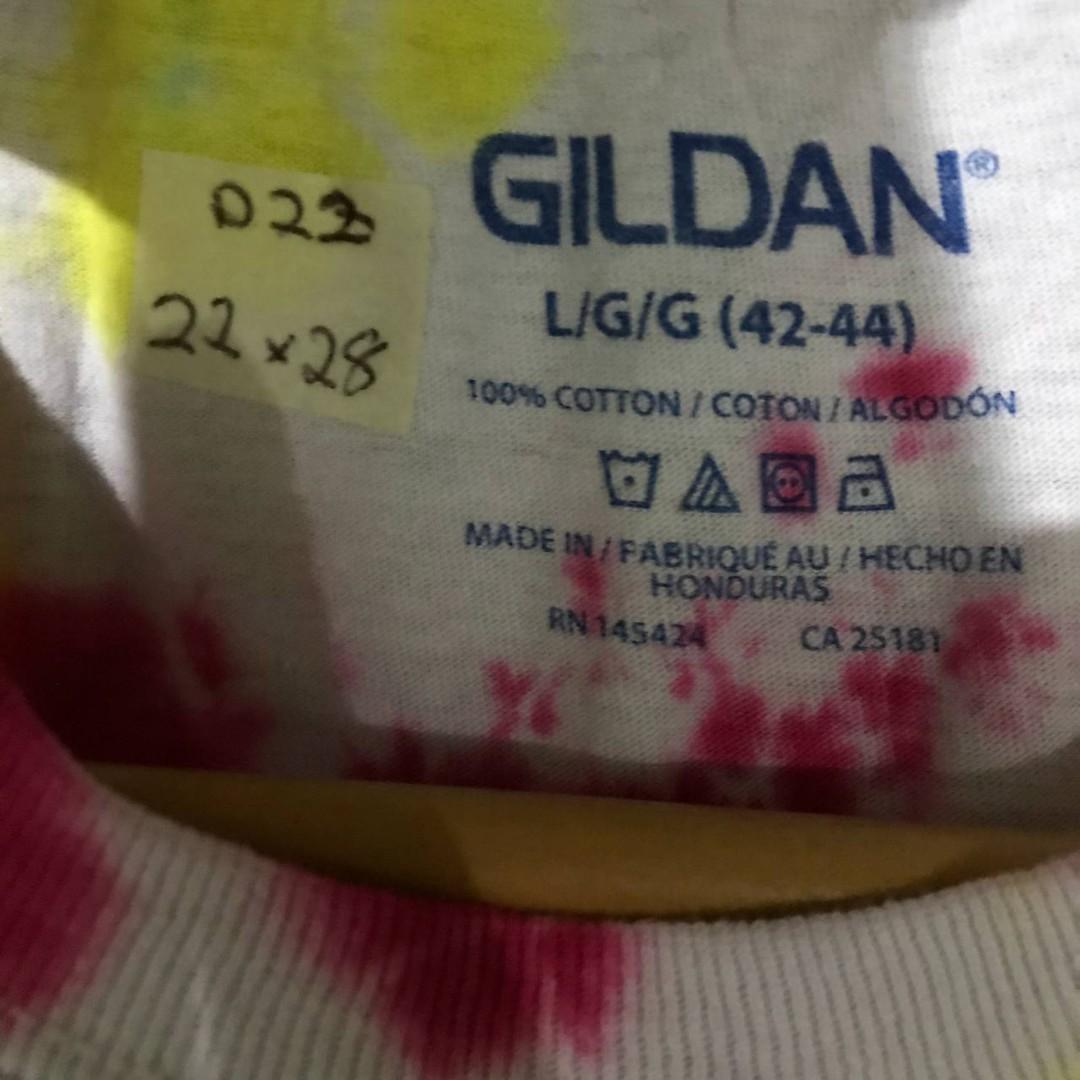 D22
22x28
GILDAN®
L/G/G (42-44)
100% COTTON / COTON / ALGODÓN
MADE IN / FABRIQUÉ AU / HECHO EN
HONDURAS
RN 145424 CA 25181